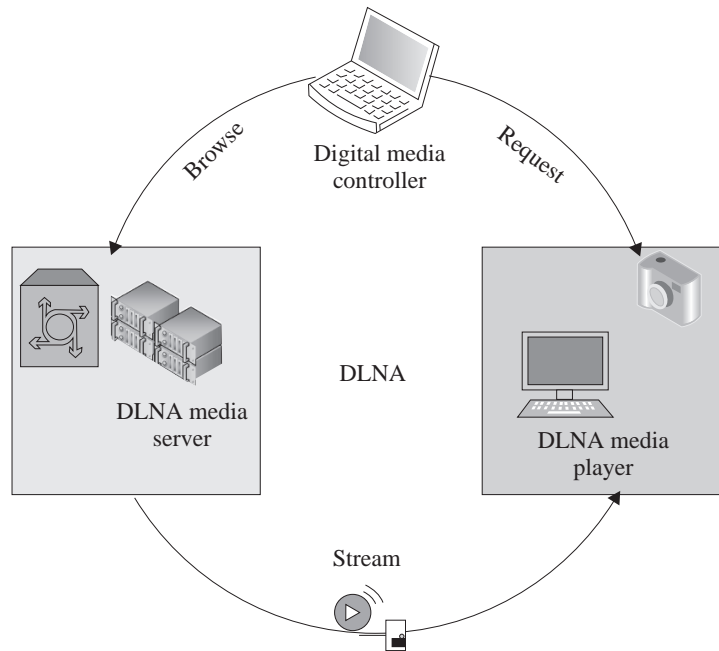 Browse
Request
Digital media
controller
DLNA
DLNA media
server
DLNA media
player
Stream